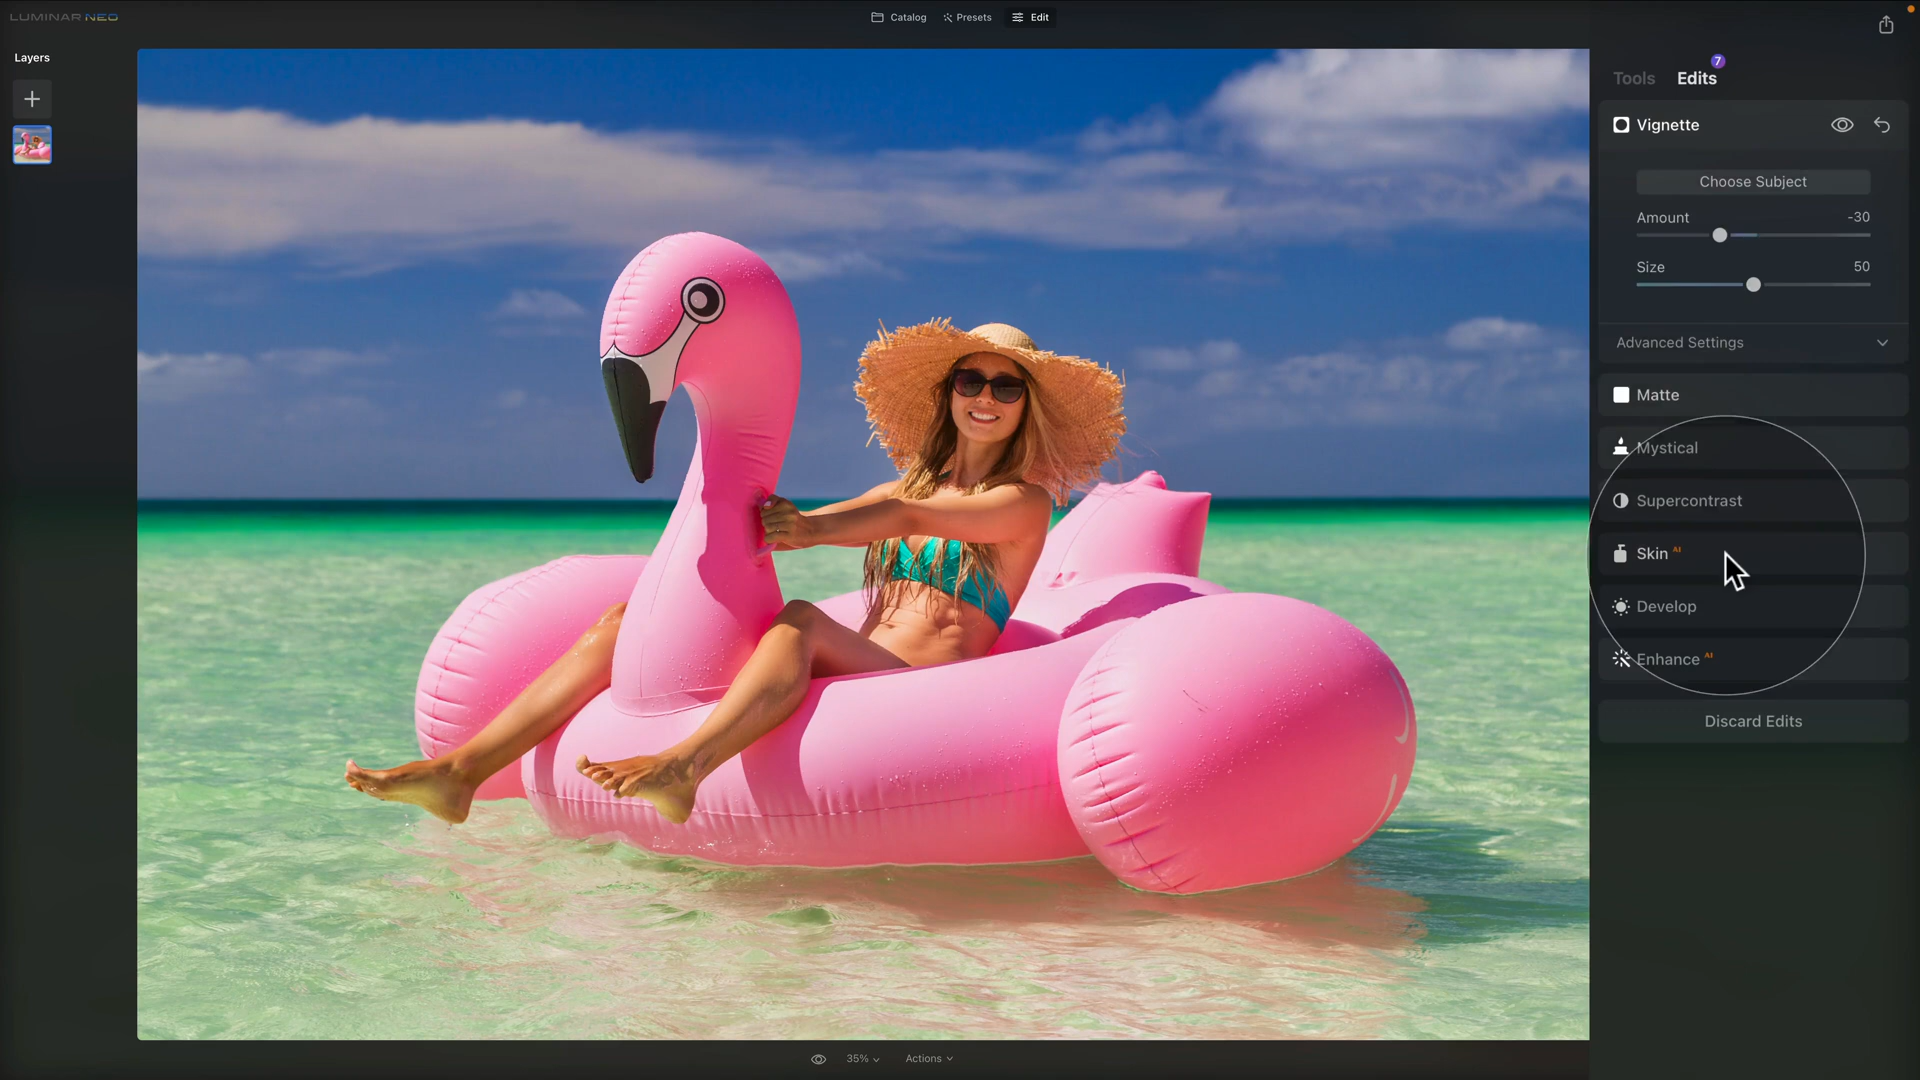 LUMINAR NEO
Catalog
Presets
Edit
Layers
Tools
Edits
7
Vignette
Choose Subject
Amount -30
Size 50
Advanced Settings
Matte
Mystical
Supercontrast
Skin AI
Develop
Enhance AI
Discard Edits
35%
Actions